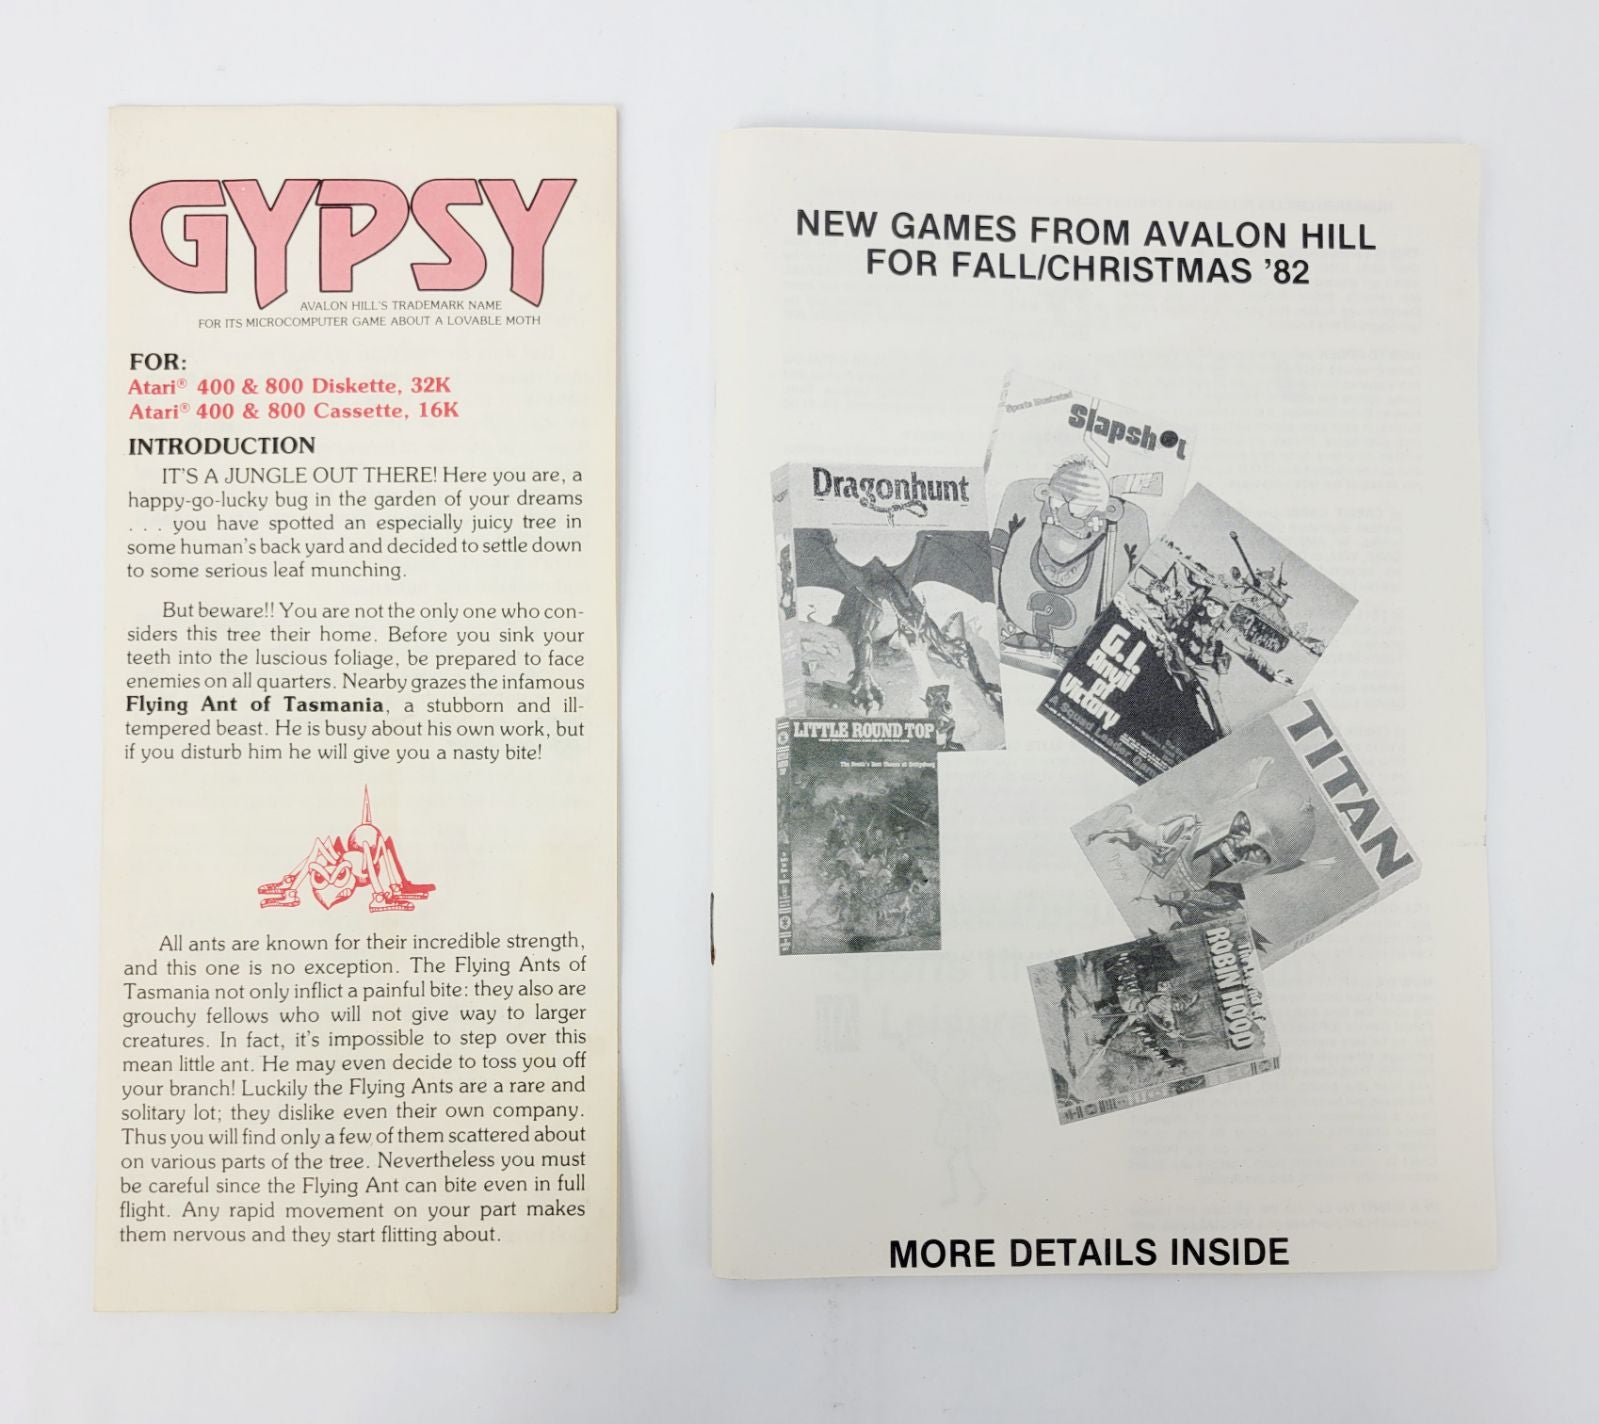 GYPSY
AVALON HILL'S TRADEMARK NAME
FOR ITS MICROCOMPUTER GAME ABOUT A LOVABLE MOTH
FOR:
Atari® 400 & 800 Diskette, 32K
Atari® 400 & 800 Cassette, 16K
INTRODUCTION
IT'S A JUNGLE OUT THERE! Here you are, a
happy-go-lucky bug in the garden of your dreams
. . . you have spotted an especially juicy tree in
some human's back yard and decided to settle down
to some serious leaf munching.
But beware!! You are not the only one who con-
siders this tree their home. Before you sink your
teeth into the luscious foliage, be prepared to face
enemies on all quarters. Nearby grazes the infamous
Flying Ant of Tasmania, a stubborn and ill-
tempered beast. He is busy about his own work, but
if you disturb him he will give you a nasty bite!
All ants are known for their incredible strength,
and this one is no exception. The Flying Ants of
Tasmania not only inflict a painful bite: they also are
grouchy fellows who will not give way to larger
creatures. In fact, it's impossible to step over this
mean little ant. He may even decide to toss you off
your branch! Luckily the Flying Ants are a rare and
solitary lot; they dislike even their own company.
Thus you will find only a few of them scattered about
on various parts of the tree. Nevertheless you must
be careful since the Flying Ant can bite even in full
flight. Any rapid movement on your part makes
them nervous and they start flitting about.
NEW GAMES FROM AVALON HILL
FOR FALL/CHRISTMAS '82
Sports Illustrated
Slapshot
Dragonhunt
G.I.
Anvil
of
Victory
A Squad Leader Game
LITTLE ROUND TOP
TITAN
ROBIN HOOD
MORE DETAILS INSIDE